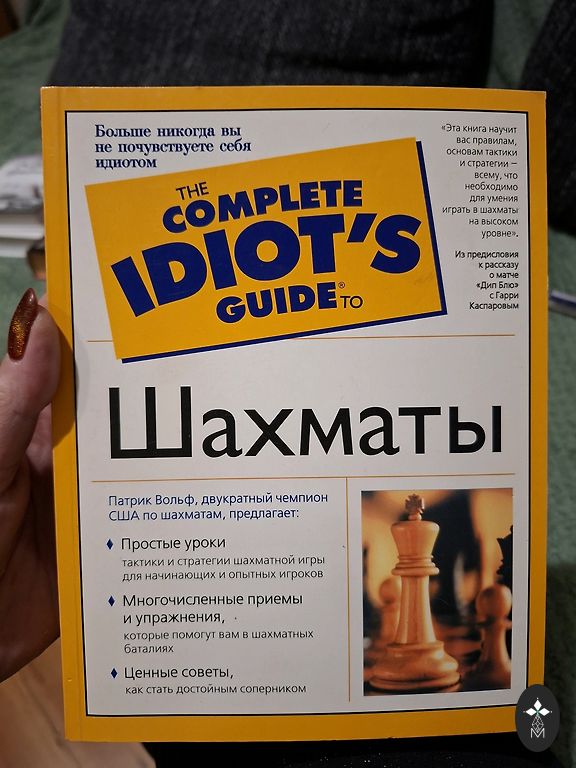 Больше никогда вы
не почувствуете себя
идиотом
«Эта книга научит
вас правилам,
основам тактики
и стратегии —
всему, что
необходимо
для умения
играть в шахматы
на высоком
уровне».
Из предисловия
к рассказу
о матче
«Дип Блю»
с Гарри
Каспаровым
THE
COMPLETE
IDIOT'S
GUIDE® TO
Шахматы
Патрик Вольф, двукратный чемпион
США по шахматам, предлагает:
♦ Простые уроки
тактики и стратегии шахматной игры
для начинающих и опытных игроков
♦ Многочисленные приемы
и упражнения,
которые помогут вам в шахматных
баталиях
♦ Ценные советы,
как стать достойным соперником
M